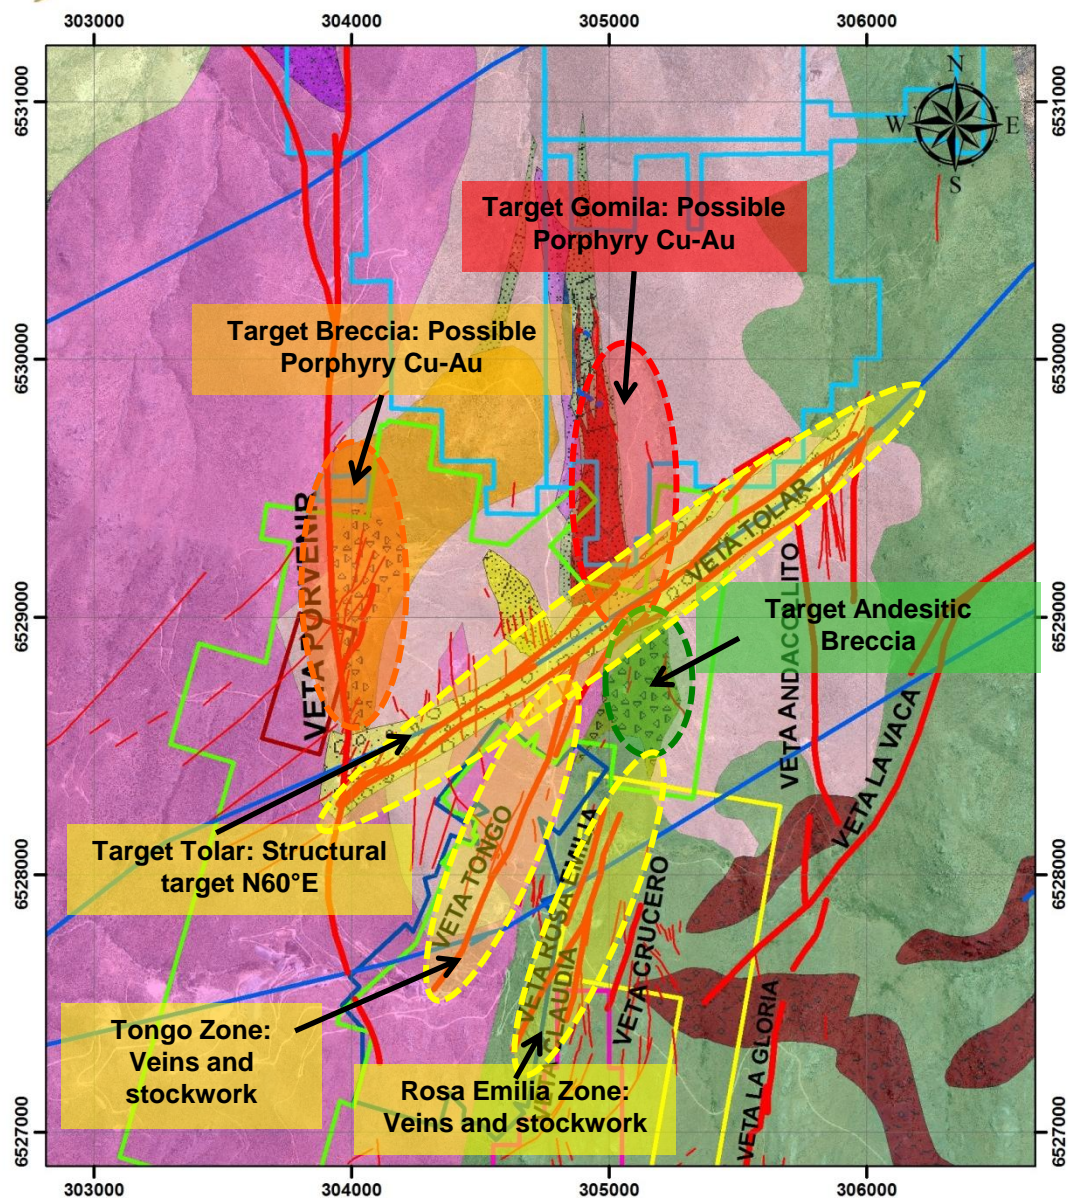 303000
304000
305000
306000
6531000
6531000
N
W
E
S
Target Gomila: Possible
Porphyry Cu-Au
Target Breccia: Possible
Porphyry Cu-Au
6530000
6530000
VETA PORVENIR
VETA TOLAR
VETA ANDACOLLITO
6529000
6529000
Target Andesitic
Breccia
VETA LA VACA
Target Tolar: Structural
target N60°E
VETA TONGO
VETA ROSA EMILIA
VETA CLAUDIA
VETA CRUCERO
6528000
6528000
VETA LA GLORIA
Tongo Zone:
Veins and
stockwork
Rosa Emilia Zone:
Veins and stockwork
6527000
6527000
303000
304000
305000
306000